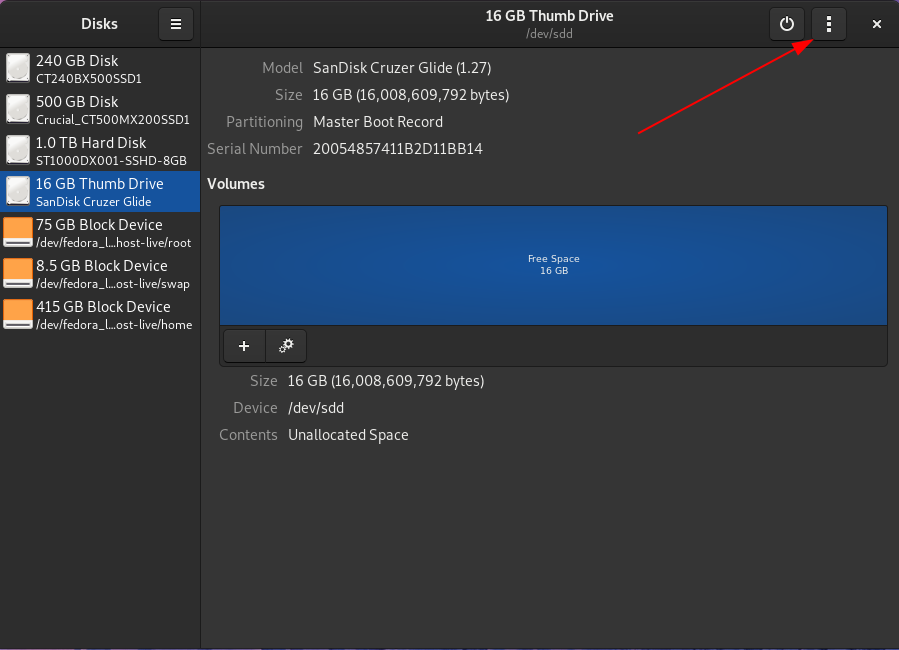 Disks
16 GB Thumb Drive
/dev/sdd
240 GB Disk
CT240BX500SSD1
500 GB Disk
Crucial_CT500MX200SSD1
1.0 TB Hard Disk
ST1000DX001-SSHD-8GB
16 GB Thumb Drive
SanDisk Cruzer Glide
75 GB Block Device
/dev/fedora_l…host-live/root
8.5 GB Block Device
/dev/fedora_l…ost-live/swap
415 GB Block Device
/dev/fedora_l…ost-live/home
Model SanDisk Cruzer Glide (1.27)
Size 16 GB (16,008,609,792 bytes)
Partitioning Master Boot Record
Serial Number 20054857411B2D11BB14
Volumes
Free Space
16 GB
Size 16 GB (16,008,609,792 bytes)
Device /dev/sdd
Contents Unallocated Space